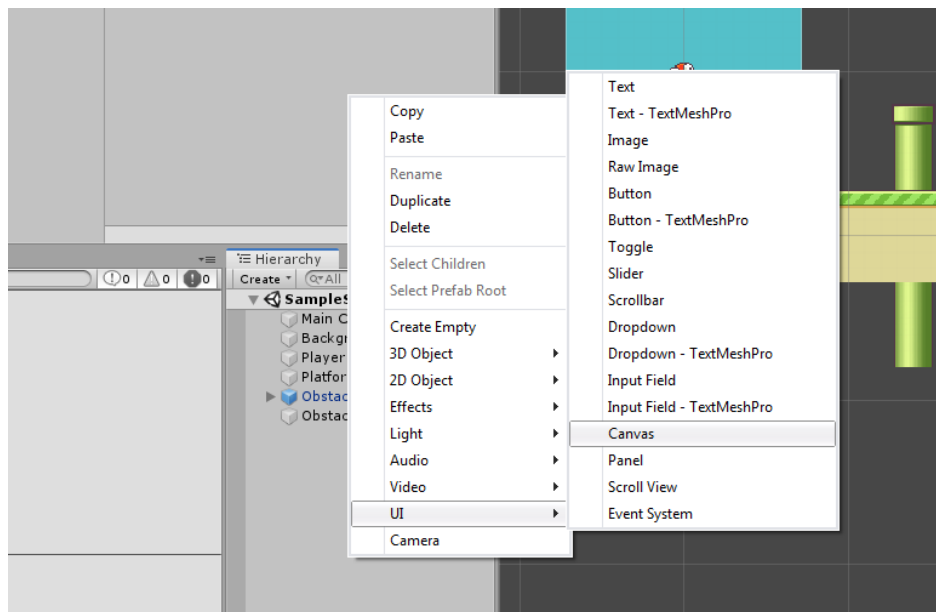 Copy
Paste
Rename
Duplicate
Delete
Select Children
Select Prefab Root
Create Empty
3D Object
2D Object
Effects
Light
Audio
Video
UI
Camera
Text
Text - TextMeshPro
Image
Raw Image
Button
Button - TextMeshPro
Toggle
Slider
Scrollbar
Dropdown
Dropdown - TextMeshPro
Input Field
Input Field - TextMeshPro
Canvas
Panel
Scroll View
Event System
0 0 0
Hierarchy
Create All
SampleS
Main C
Backgr
Player
Platfor
Obstac
Obstac